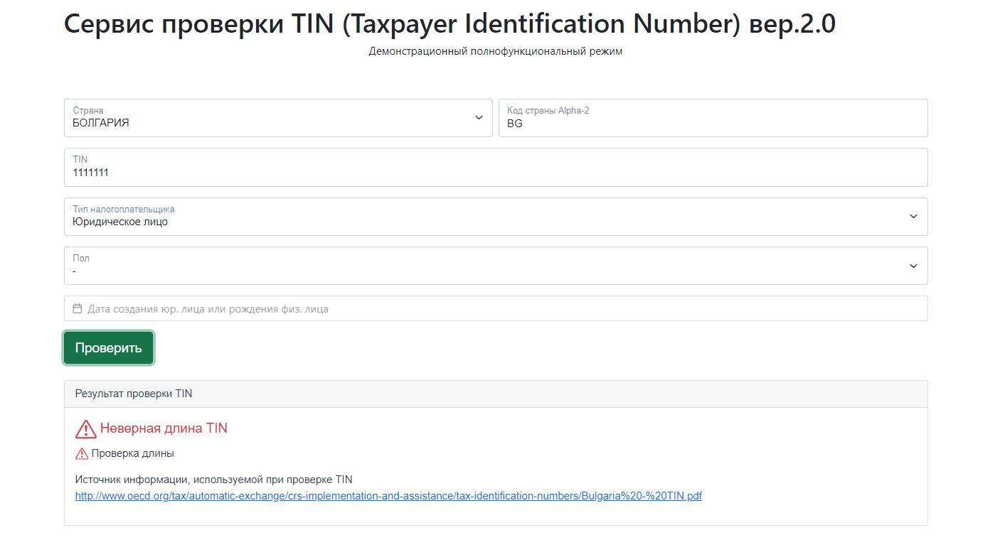 Сервис проверки TIN (Taxpayer Identification Number) вер.2.0
Демонстрационный полнофункциональный режим
Страна
БОЛГАРИЯ
Код страны Alpha-2
BG
TIN
1111111
Тип налогоплательщика
Юридическое лицо
Пол
-
Дата создания юр. лица или рождения физ. лица
Проверить
Результат проверки TIN
Неверная длина TIN
Проверка длины
Источник информации, используемой при проверке TIN
http://www.oecd.org/tax/automatic-exchange/crs-implementation-and-assistance/tax-identification-numbers/Bulgaria%20-%20TIN.pdf